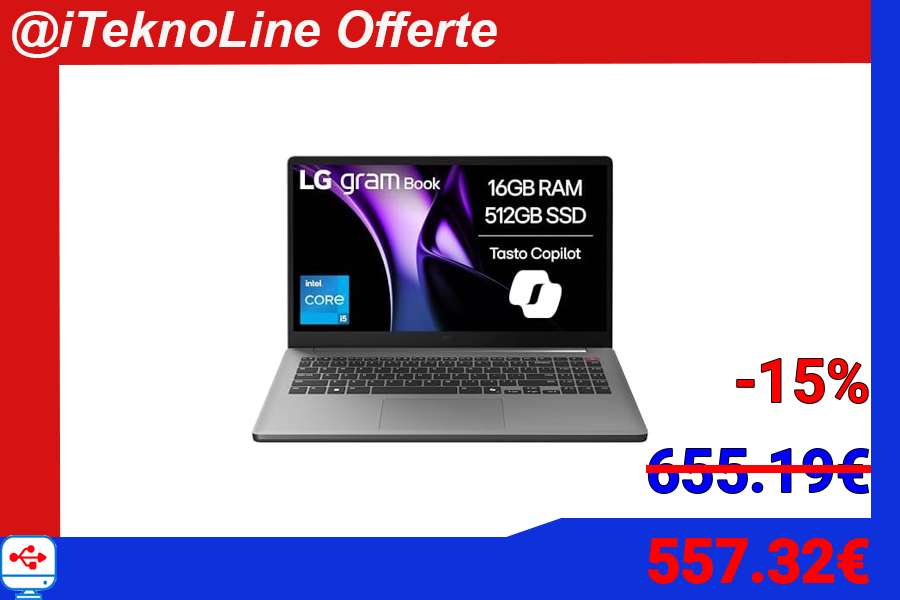 @iTeknoLine Offerte
LG gram Book
16GB RAM
512GB SSD
Tasto Copilot
intel
CORE
i5
-15%
655.19€
557.32€